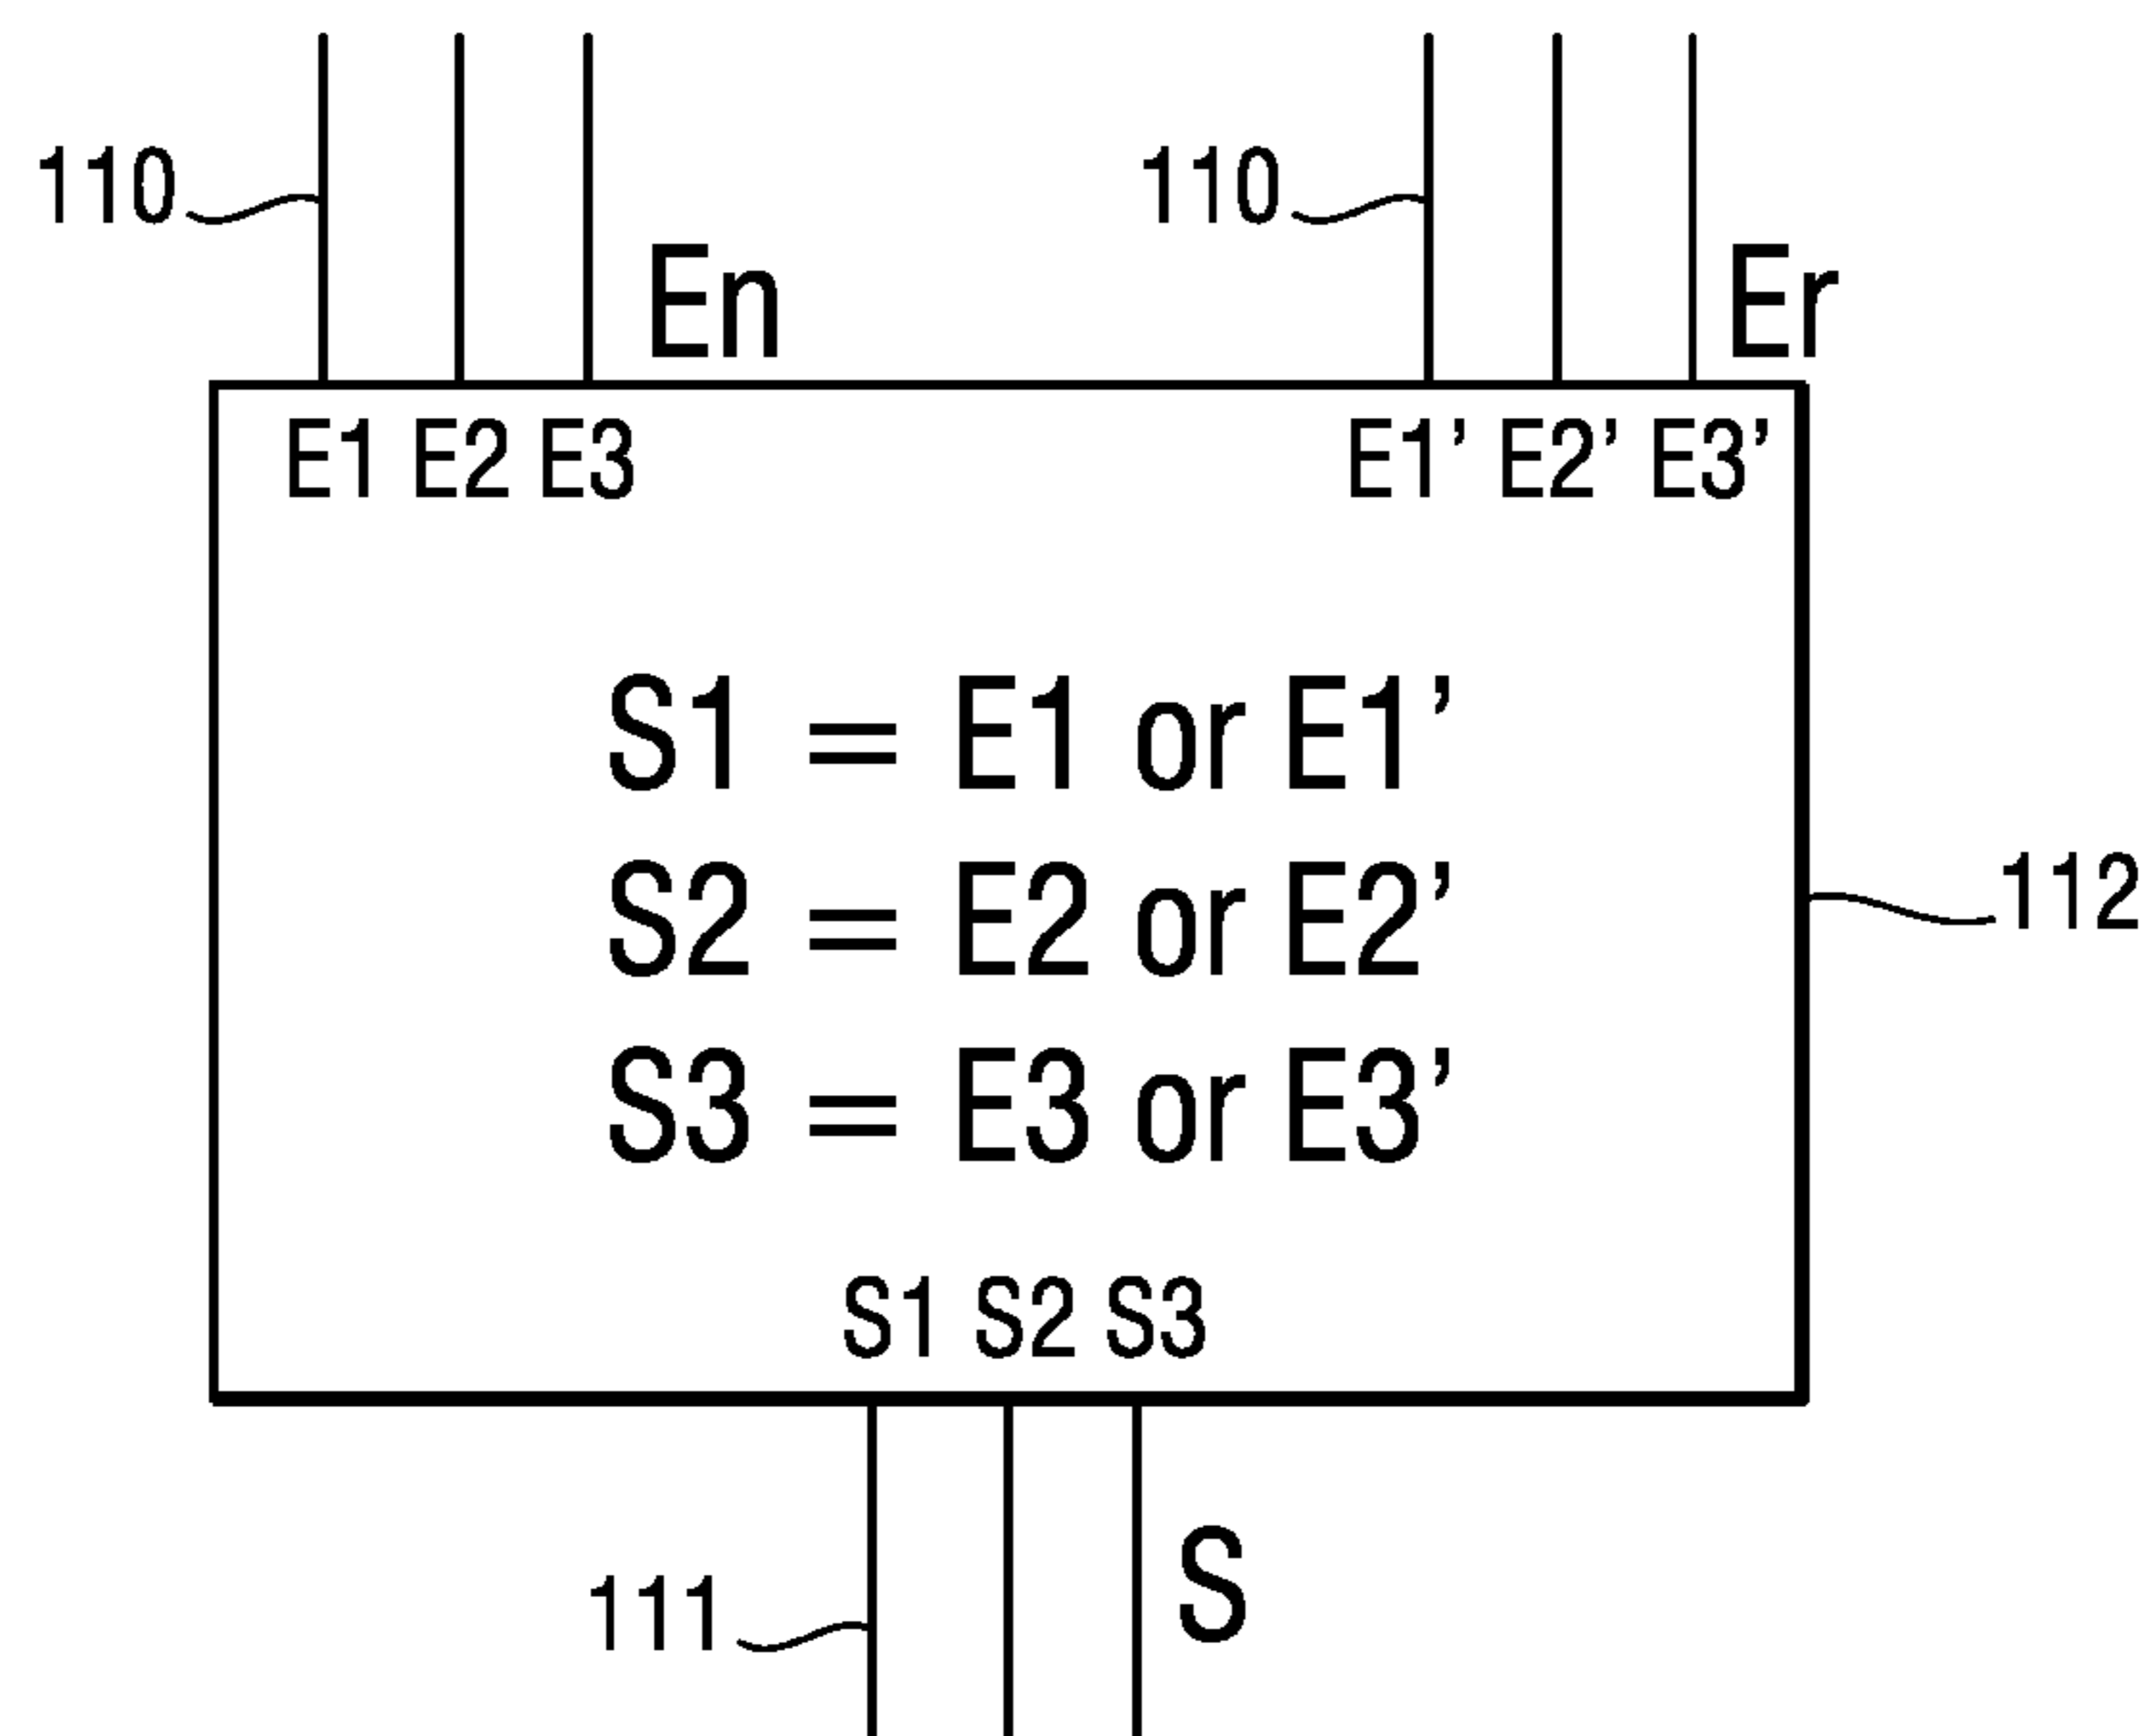 110 110
En Er
E1 E2 E3 E1’ E2’ E3’
S1 = E1 or E1’
S2 = E2 or E2’
112
S3 = E3 or E3’
S1 S2 S3
S
111